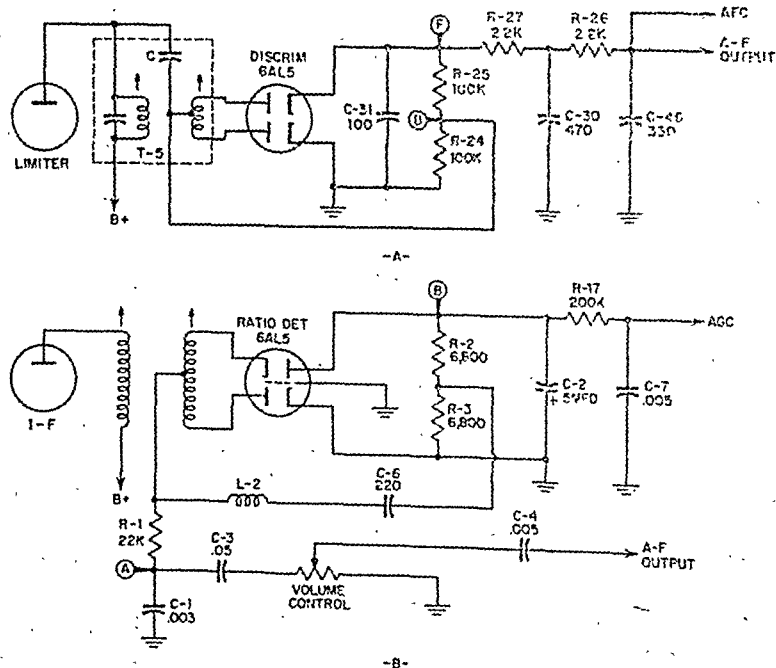 F
R-27
22K
R-26
22K
AFC
A-F
OUTPUT
C
DISCRIM
6AL5
R-25
100K
C-31
100
D
R-24
100K
C-30
470
C-46
330
LIMITER
T-5
B+
-A-
B
R-17
200K
AGC
RATIO DET
6AL5
R-2
6,800
R-3
6,800
C-2
+ 5MFD
C-7
.005
I-F
B+
L-2
C-6
220
R-1
22K
C-3
.05
C-4
.005
A-F
OUTPUT
A
VOLUME
CONTROL
C-1
.003
-B-